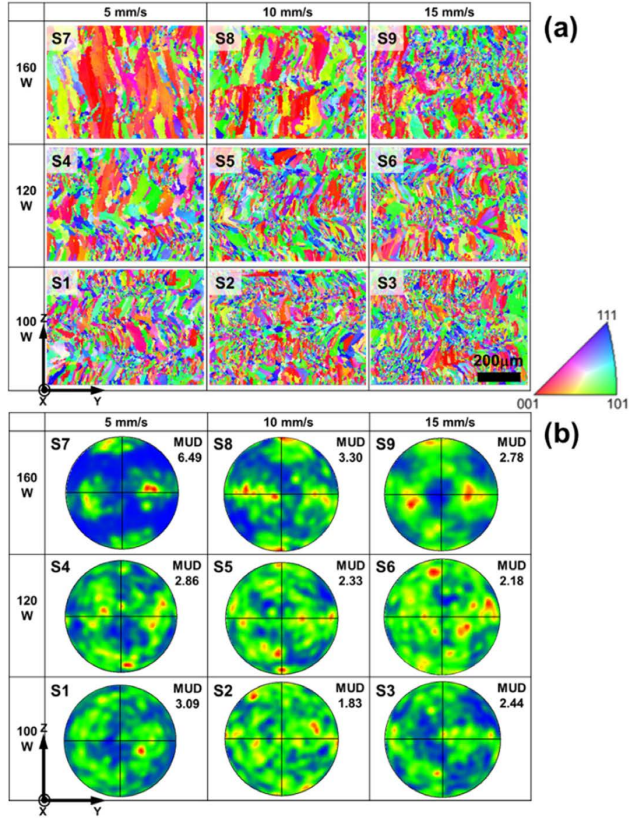 5 mm/s 10 mm/s 15 mm/s
(a)
160 W S7 S8 S9
120 W S4 S5 S6
100 W S1 S2 S3
Z
X Y
200μm
111
001 101
(b)
5 mm/s 10 mm/s 15 mm/s
160 W S7 MUD 6.49 S8 MUD 3.30 S9 MUD 2.78
120 W S4 MUD 2.86 S5 MUD 2.33 S6 MUD 2.18
100 W S1 MUD 3.09 S2 MUD 1.83 S3 MUD 2.44
Z
X Y